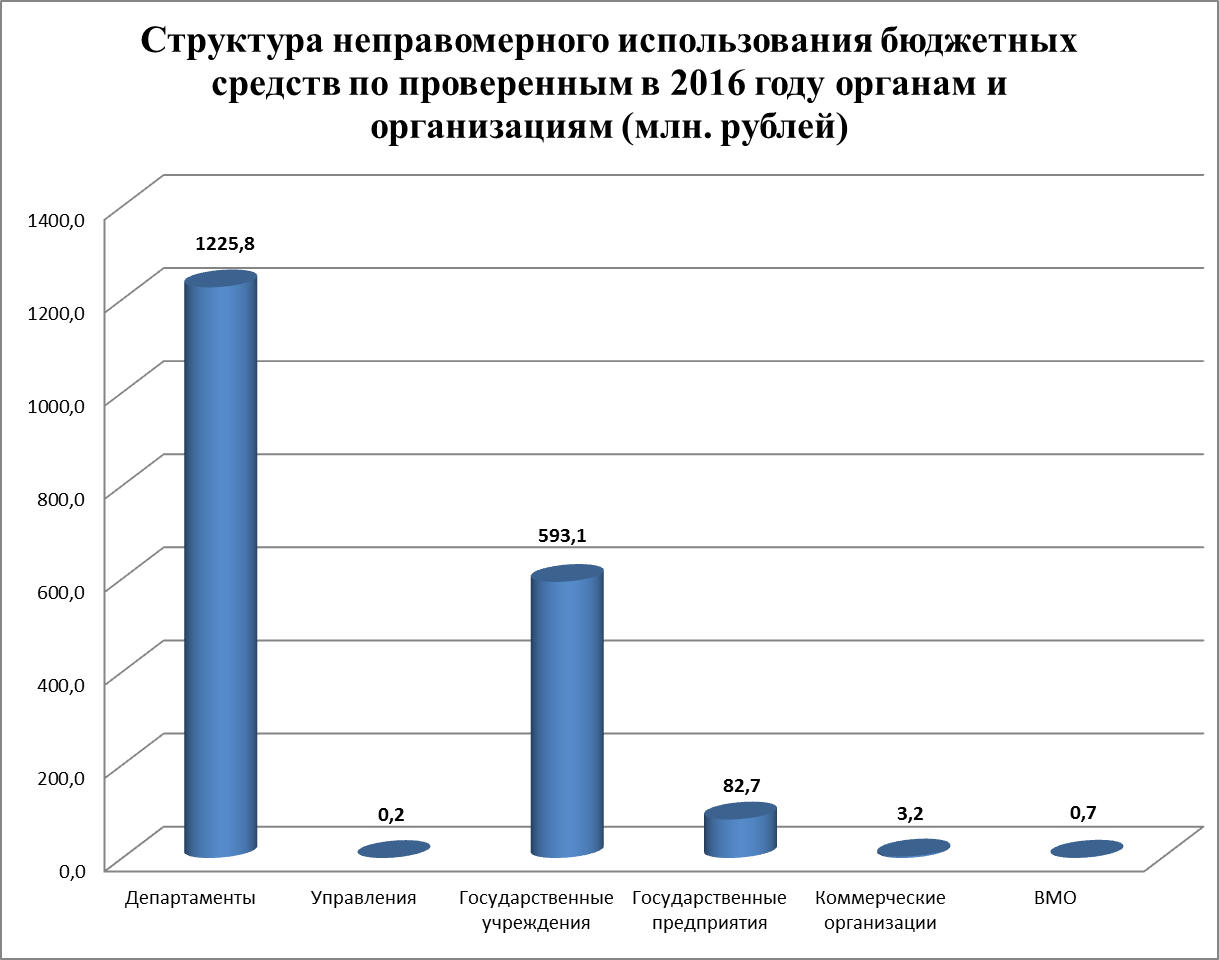 Структура неправомерного использования бюджетных
средств по проверенным в 2016 году органам и
организациям (млн. рублей)
1400,0
1200,0
1000,0
800,0
600,0
400,0
200,0
0,0
1225,8
0,2
593,1
82,7
3,2
0,7
Департаменты
Управления
Государственные
учреждения
Государственные
предприятия
Коммерческие
организации
ВМО